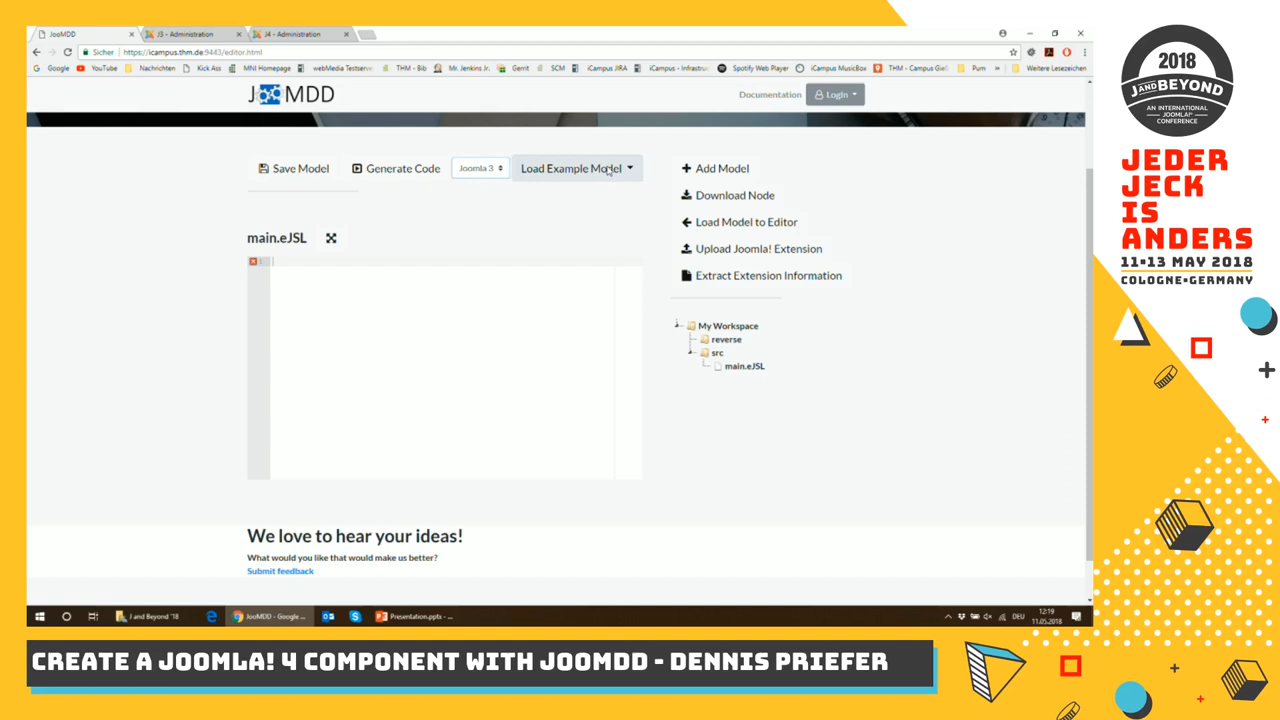 JooMDD
J3 - Administration
J4 - Administration
Sicher
https://icampus.thm.de:9443/editor.html
Google
YouTube
Nachrichten
Kick Ass
MNI Homepage
webMedia Testserve
THM - Bib
Mr. Jenkins Jr.
Gerrit
SCM
iCampus JIRA
iCampus - Infrastruc
Spotify Web Player
iCampus MusicBox
THM - Campus Gie
Pum
»
Weitere Lesezeichen
JMDD
Documentation
Login
Save Model
Generate Code
Joomla 3
Load Example Model
Add Model
Download Node
Load Model to Editor
Upload Joomla! Extension
Extract Extension Information
main.eJSL
1
My Workspace
reverse
src
main.eJSL
We love to hear your ideas!
What would you like that would make us better?
Submit feedback
J and Beyond '18
JooMDD - Google ...
Presentation.pptx - ...
DEU
12:19
11.05.2018
2018
J AND BEYOND
AN INTERNATIONAL
JOOMLA!®
CONFERENCE
JEDER
JECK
IS
ANDERS
11-13 MAY 2018
COLOGNE•GERMANY
CREATE A JOOMLA! 4 COMPONENT WITH JOOMDD - DENNIS PRIEFER